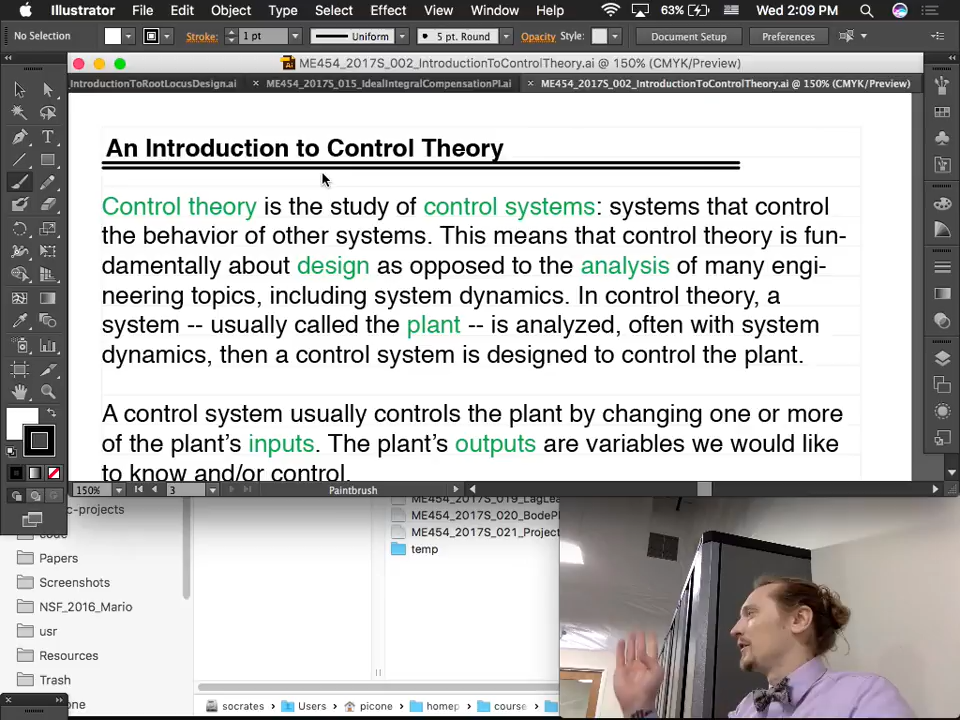 Illustrator File Edit Object Type Select Effect View Window Help 63% Wed 2:09 PM
No Selection Stroke: 1 pt Uniform 5 pt. Round Opacity Style: Document Setup Preferences
ME454_2017S_002_IntroductionToControlTheory.ai @ 150% (CMYK/Preview)
IntroductionToRootLocusDesign.ai ME454_2017S_015_IdealIntegralCompensationPI.ai ME454_2017S_002_IntroductionToControlTheory.ai @ 150% (CMYK/Preview)
An Introduction to Control Theory
Control theory is the study of control systems: systems that control
the behavior of other systems. This means that control theory is fun-
damentally about design as opposed to the analysis of many engi-
neering topics, including system dynamics. In control theory, a
system -- usually called the plant -- is analyzed, often with system
dynamics, then a control system is designed to control the plant.
A control system usually controls the plant by changing one or more
of the plant's inputs. The plant's outputs are variables we would like
to know and/or control.
150% 3 Paintbrush
ME454_2017S_019_LagLea
c-projects ME454_2017S_020_BodePl
code ME454_2017S_021_Project
Papers temp
Screenshots
NSF_2016_Mario
usr
Resources
Trash
socrates Users picone homep course